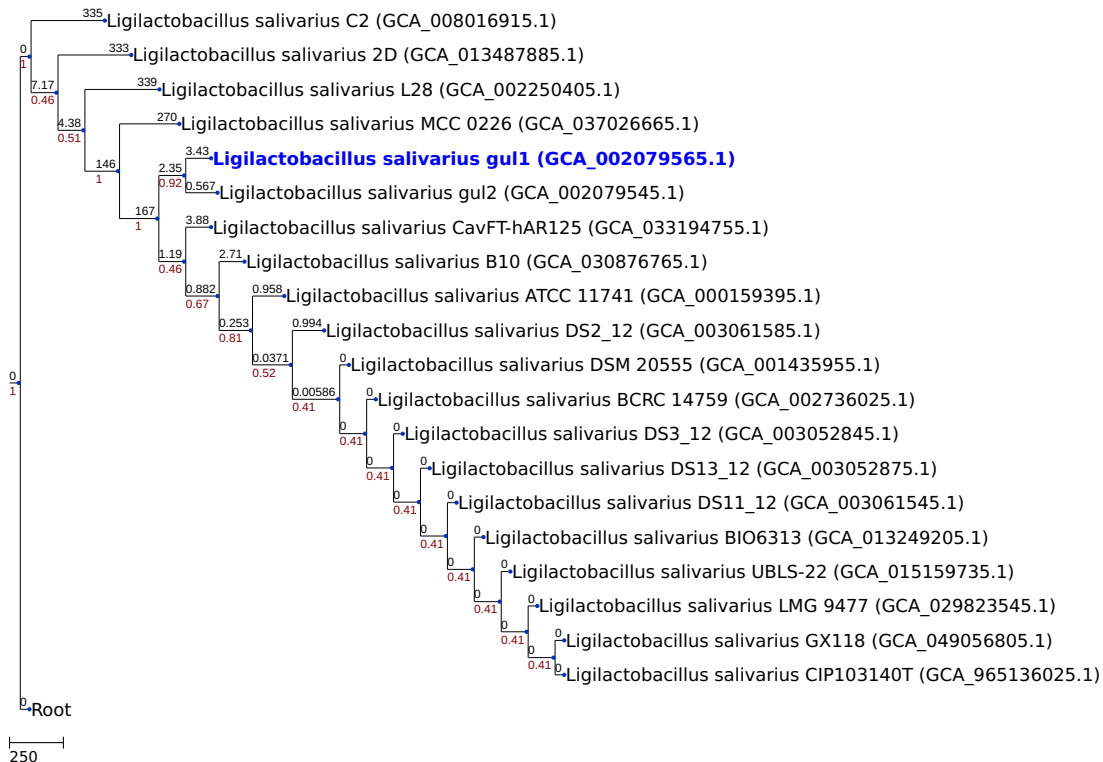 335 Ligilactobacillus salivarius C2 (GCA_008016915.1)
0
1
333 Ligilactobacillus salivarius 2D (GCA_013487885.1)
7.17
0.46
339 Ligilactobacillus salivarius L28 (GCA_002250405.1)
4.38
0.51
270 Ligilactobacillus salivarius MCC 0226 (GCA_037026665.1)
146
1
3.43 Ligilactobacillus salivarius gul1 (GCA_002079565.1)
2.35
0.92
0.567 Ligilactobacillus salivarius gul2 (GCA_002079545.1)
167
1
3.88 Ligilactobacillus salivarius CavFT-hAR125 (GCA_033194755.1)
1.19
0.46
2.71 Ligilactobacillus salivarius B10 (GCA_030876765.1)
0.882
0.67
0.958 Ligilactobacillus salivarius ATCC 11741 (GCA_000159395.1)
0.253
0.81
0.994 Ligilactobacillus salivarius DS2_12 (GCA_003061585.1)
0.0371
0.52
0 Ligilactobacillus salivarius DSM 20555 (GCA_001435955.1)
0
1
0.00586
0.41
0 Ligilactobacillus salivarius BCRC 14759 (GCA_002736025.1)
0
0.41
0 Ligilactobacillus salivarius DS3_12 (GCA_003052845.1)
0
0.41
0 Ligilactobacillus salivarius DS13_12 (GCA_003052875.1)
0
0.41
0 Ligilactobacillus salivarius DS11_12 (GCA_003061545.1)
0
0.41
0 Ligilactobacillus salivarius BIO6313 (GCA_013249205.1)
0
0.41
0 Ligilactobacillus salivarius UBLS-22 (GCA_015159735.1)
0
0.41
0 Ligilactobacillus salivarius LMG 9477 (GCA_029823545.1)
0
0.41
0 Ligilactobacillus salivarius GX118 (GCA_049056805.1)
0
0.41
0 Ligilactobacillus salivarius CIP103140T (GCA_965136025.1)
0 Root
250